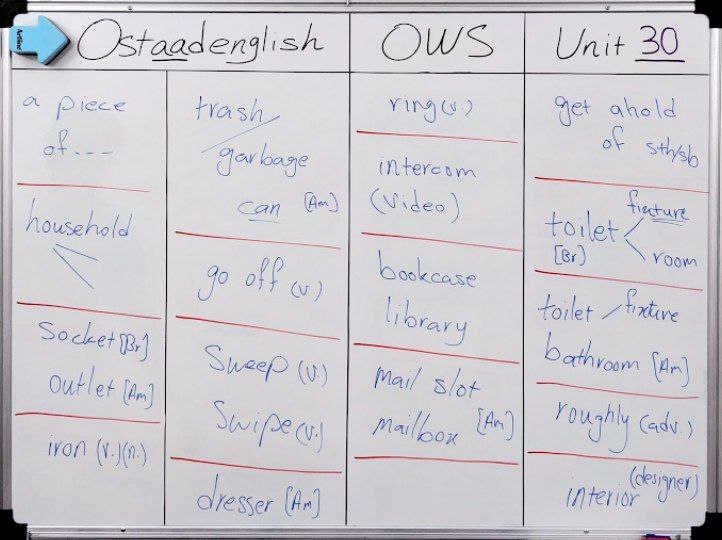 Ostaadenglish
OWS
Unit 30
a piece
of ---
household
Socket [Br]
Outlet [Am]
iron (v.)(n.)
trash /
garbage
can [Am]
go off (v)
Sweep (v.)
Swipe (v.)
dresser [Am]
ring (v.)
intercom
(Video)
bookcase
library
mail slot
mailbox [Am]
get ahold
of sth/sb
toilet < fixture
[Br] room
toilet / fixture
bathroom [Am]
roughly (adv.)
(designer)
interior